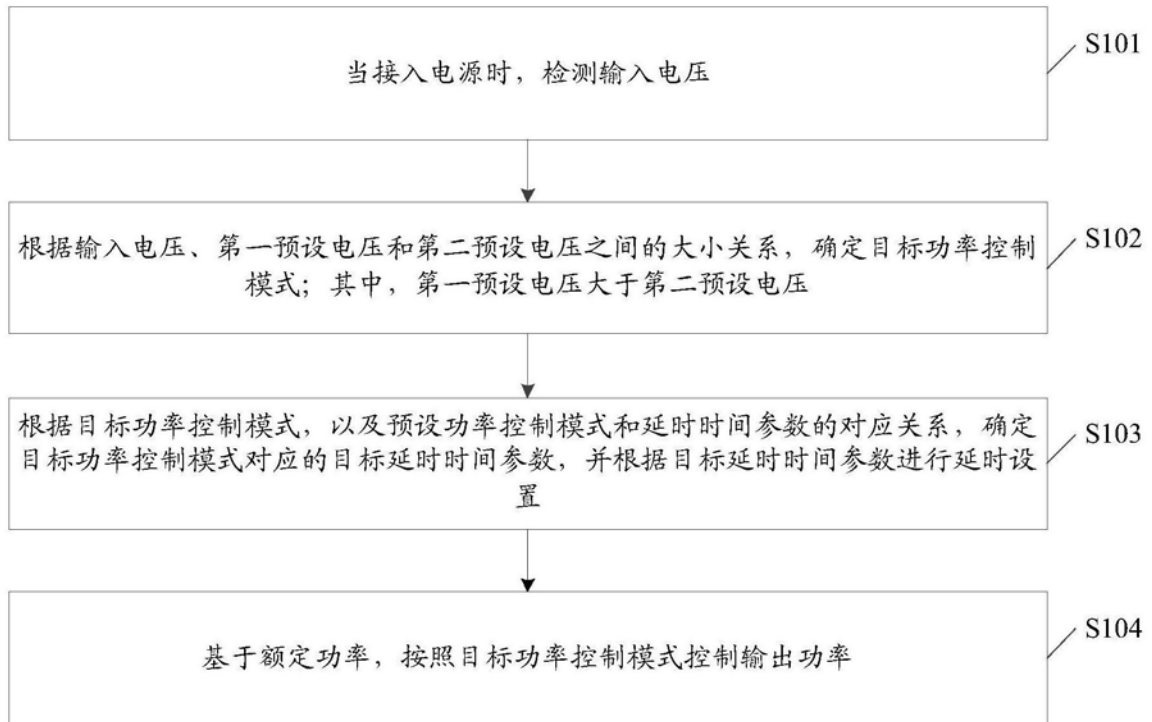 当接入电源时，检测输入电压
S101
根据输入电压、第一预设电压和第二预设电压之间的大小关系，确定目标功率控制
模式；其中，第一预设电压大于第二预设电压
S102
根据目标功率控制模式，以及预设功率控制模式和延时时间参数的对应关系，确定
目标功率控制模式对应的目标延时时间参数，并根据目标延时时间参数进行延时设
置
S103
基于额定功率，按照目标功率控制模式控制输出功率
S104